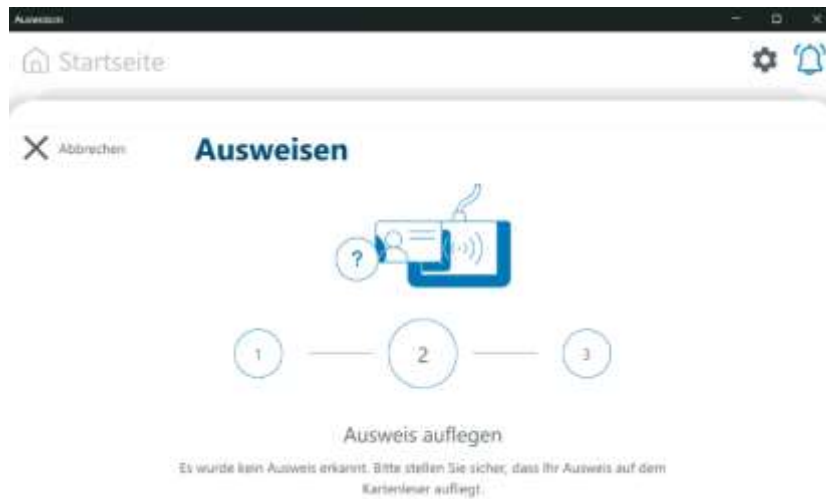 Startseite
Abbrechen
Ausweisen
?
1
2
3
Ausweis auflegen
Es wurde kein Ausweis erkannt. Bitte stellen Sie sicher, dass Ihr Ausweis auf dem
Kartenleser aufliegt.